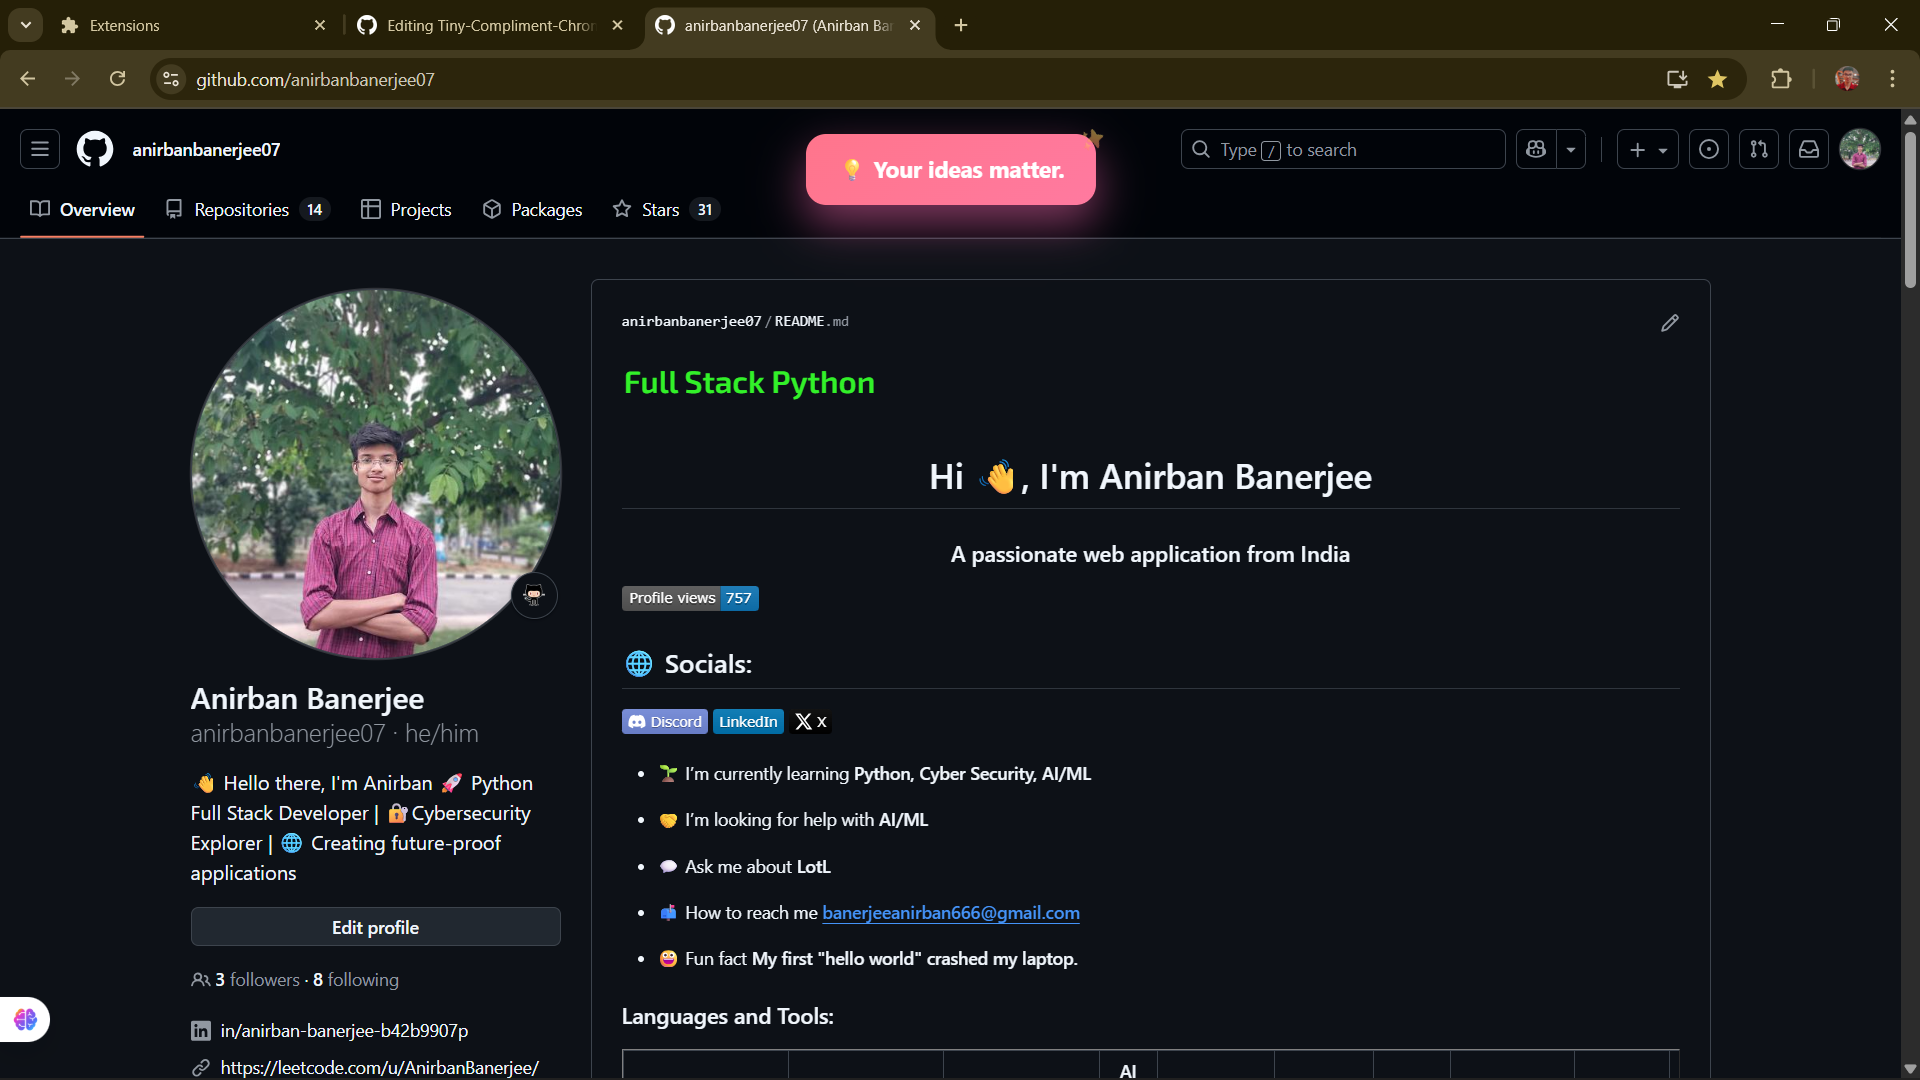 Extensions
Editing Tiny-Compliment-Chro
anirbanbanerjee07 (Anirban Ba
github.com/anirbanbanerjee07
anirbanbanerjee07
💡 Your ideas matter.
Type / to search
Overview
Repositories 14
Projects
Packages
Stars 31
anirbanbanerjee07/README.md
Full Stack Python
Hi 👋, I'm Anirban Banerjee
A passionate web application from India
Profile views 757
🌐 Socials:
Discord LinkedIn X
• 🌱 I’m currently learning Python, Cyber Security, AI/ML
• 🤝 I’m looking for help with AI/ML
• 💬 Ask me about LotL
• 📫 How to reach me banerjeeanirban666@gmail.com
• 😄 Fun fact My first "hello world" crashed my laptop.
Languages and Tools:
AI
Anirban Banerjee
anirbanbanerjee07 · he/him
👋 Hello there, I'm Anirban 🚀 Python
Full Stack Developer | 🔐Cybersecurity
Explorer | 🌐 Creating future-proof
applications
Edit profile
3 followers · 8 following
in/anirban-banerjee-b42b9907p
https://leetcode.com/u/AnirbanBanerjee/